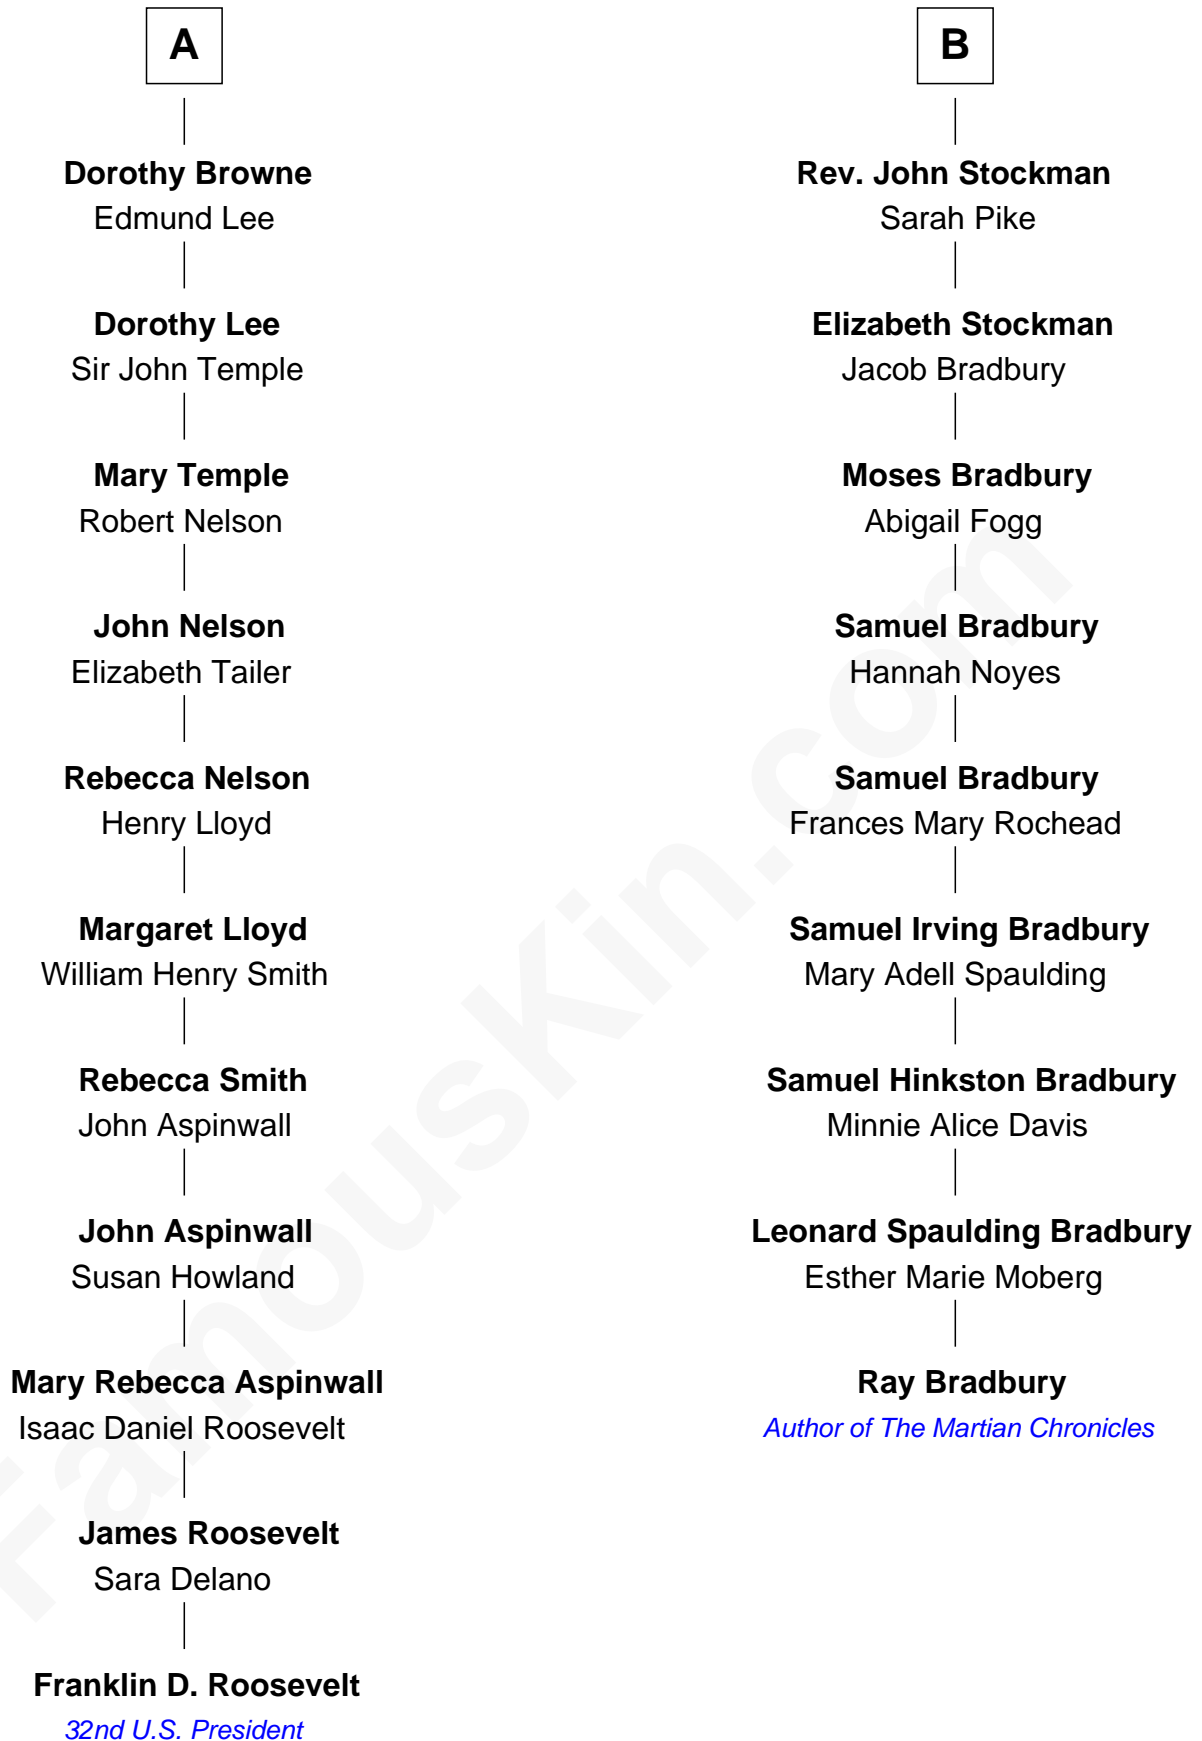 A
Dorothy Browne
Edmund Lee
Dorothy Lee
Sir John Temple
Mary Temple
Robert Nelson
John Nelson
Elizabeth Tailer
Rebecca Nelson
Henry Lloyd
Margaret Lloyd
William Henry Smith
Rebecca Smith
John Aspinwall
John Aspinwall
Susan Howland
Mary Rebecca Aspinwall
Isaac Daniel Roosevelt
James Roosevelt
Sara Delano
Franklin D. Roosevelt
32nd U.S. President
B
Rev. John Stockman
Sarah Pike
Elizabeth Stockman
Jacob Bradbury
Moses Bradbury
Abigail Fogg
Samuel Bradbury
Hannah Noyes
Samuel Bradbury
Frances Mary Rochead
Samuel Irving Bradbury
Mary Adell Spaulding
Samuel Hinkston Bradbury
Minnie Alice Davis
Leonard Spaulding Bradbury
Esther Marie Moberg
Ray Bradbury
Author of The Martian Chronicles
FamousKin.com